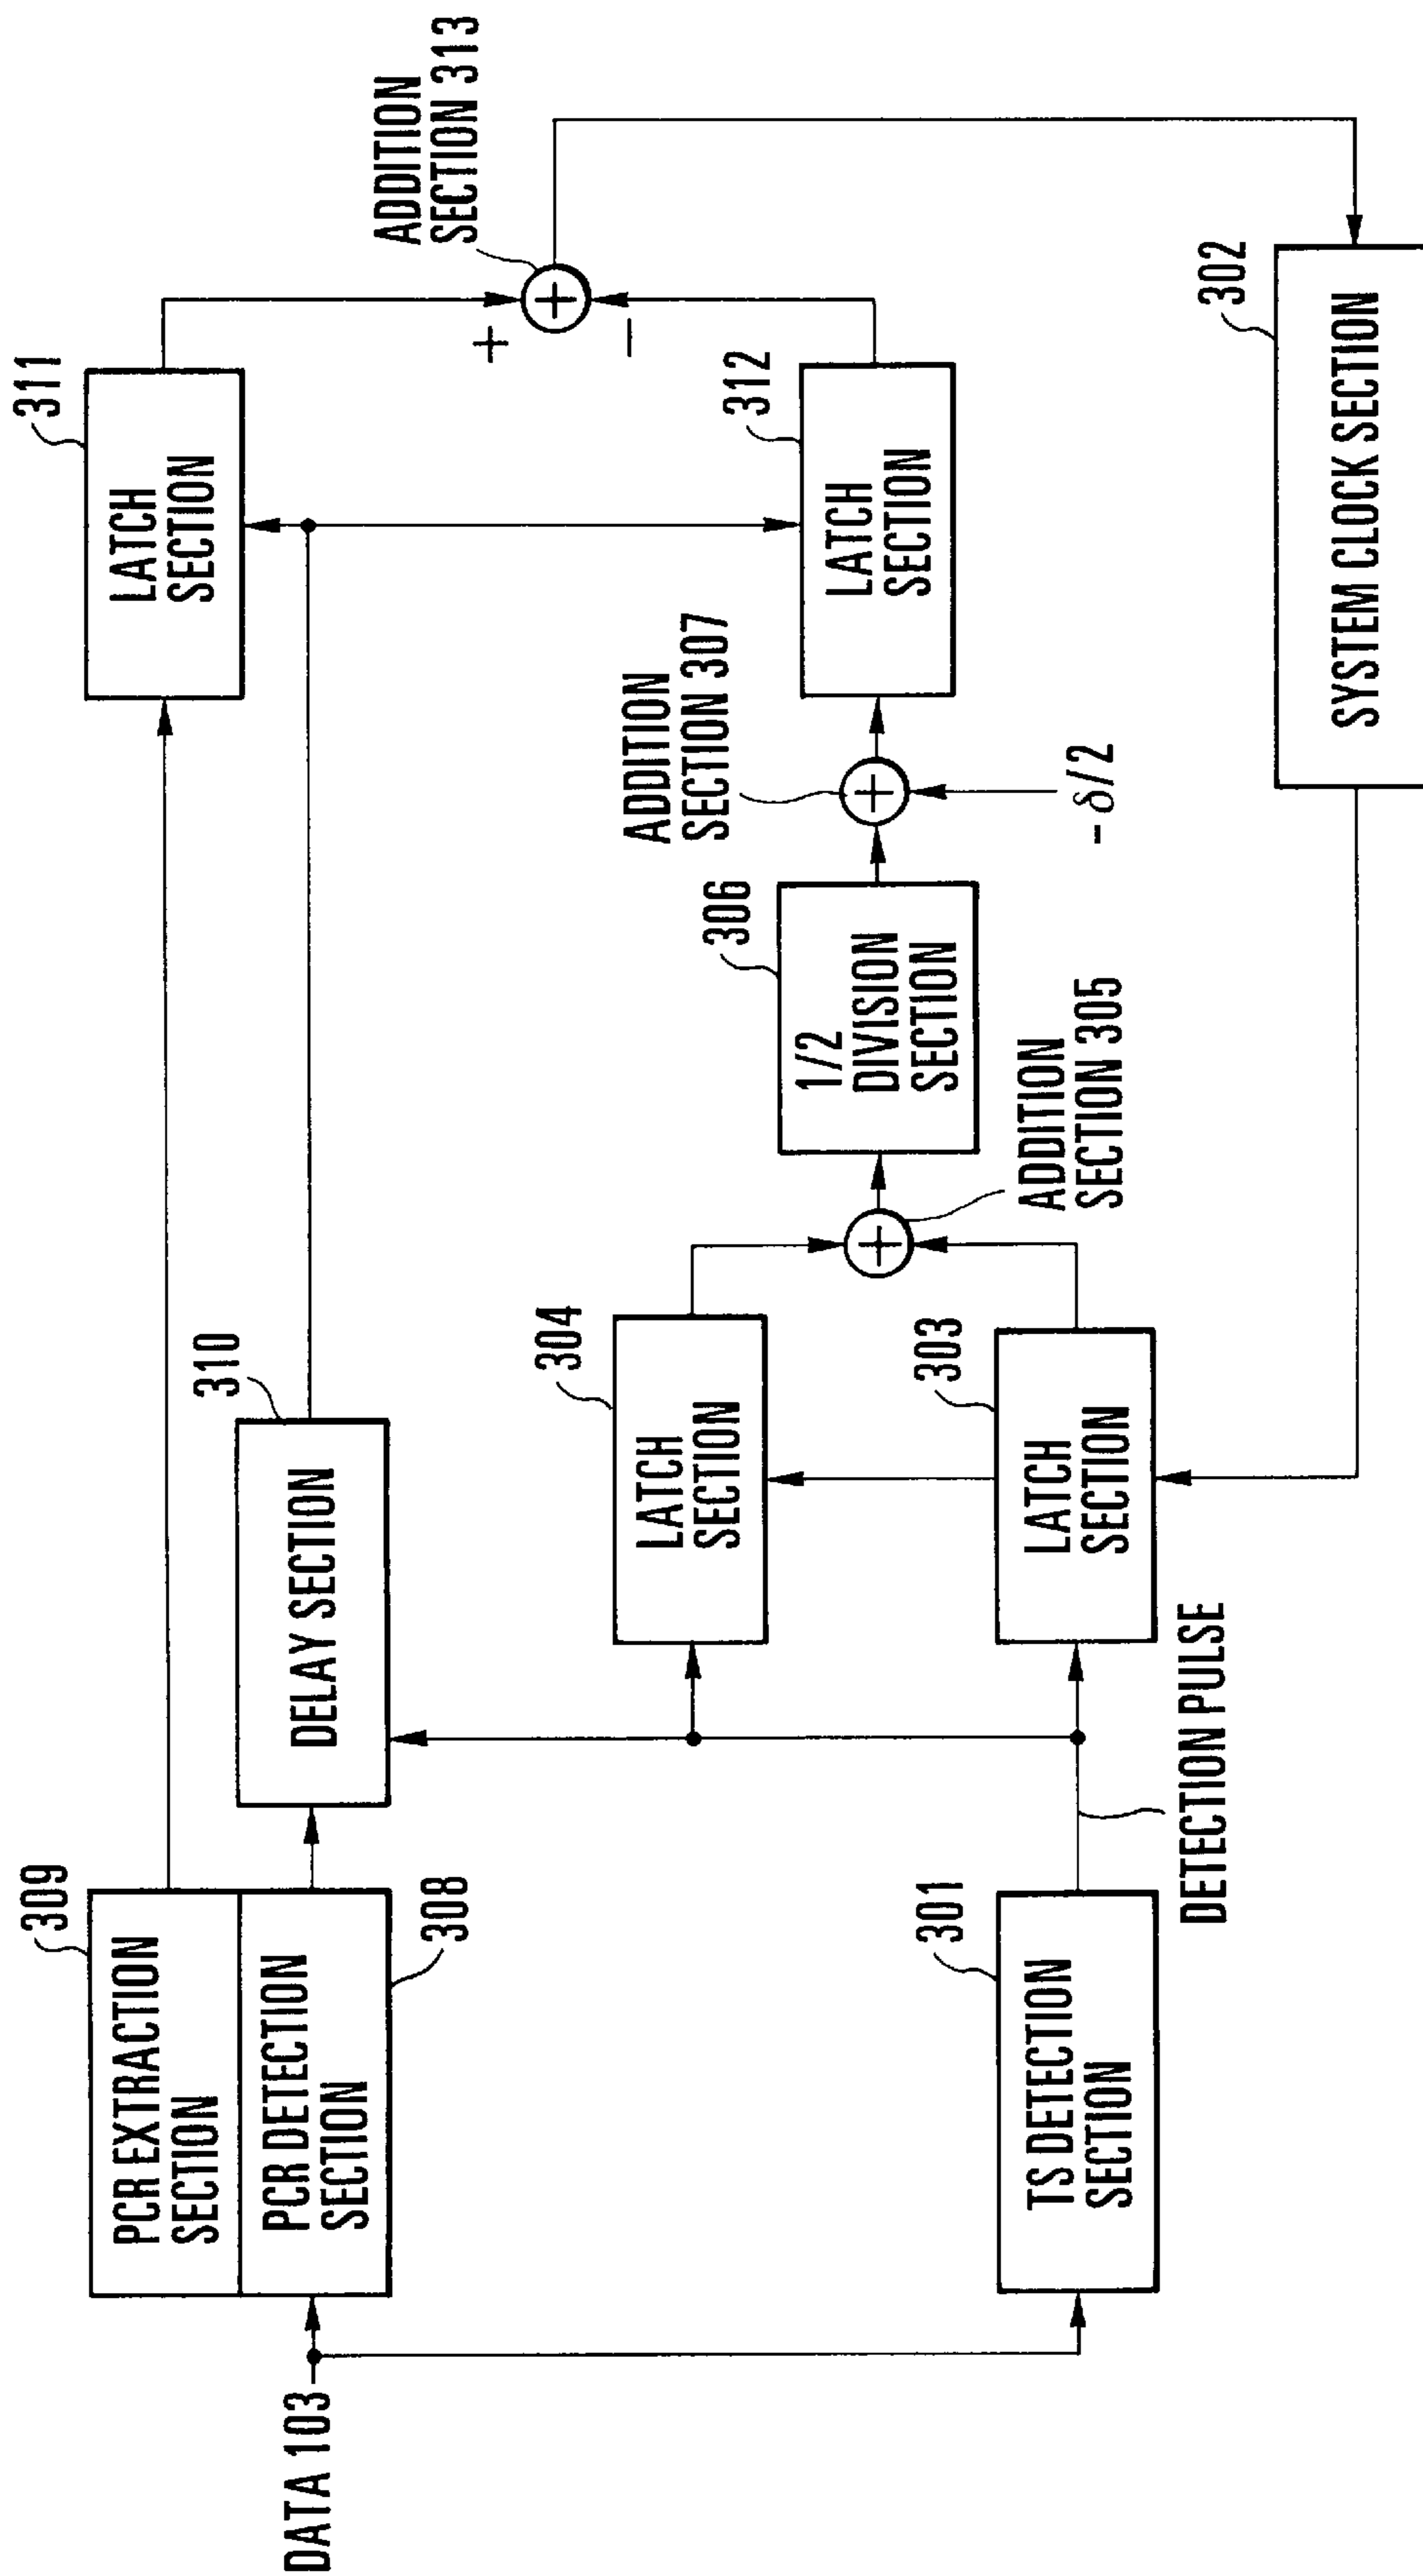 DATA 103
309
PCR EXTRACTION
SECTION
PCR DETECTION
SECTION
308
301
TS DETECTION
SECTION
DETECTION PULSE
310
DELAY SECTION
304
LATCH
SECTION
303
LATCH
SECTION
+
ADDITION
SECTION 305
306
1/2
DIVISION
SECTION
ADDITION
SECTION 307
+
- δ/2
311
LATCH
SECTION
312
LATCH
SECTION
ADDITION
SECTION 313
+
+
-
302
SYSTEM CLOCK SECTION